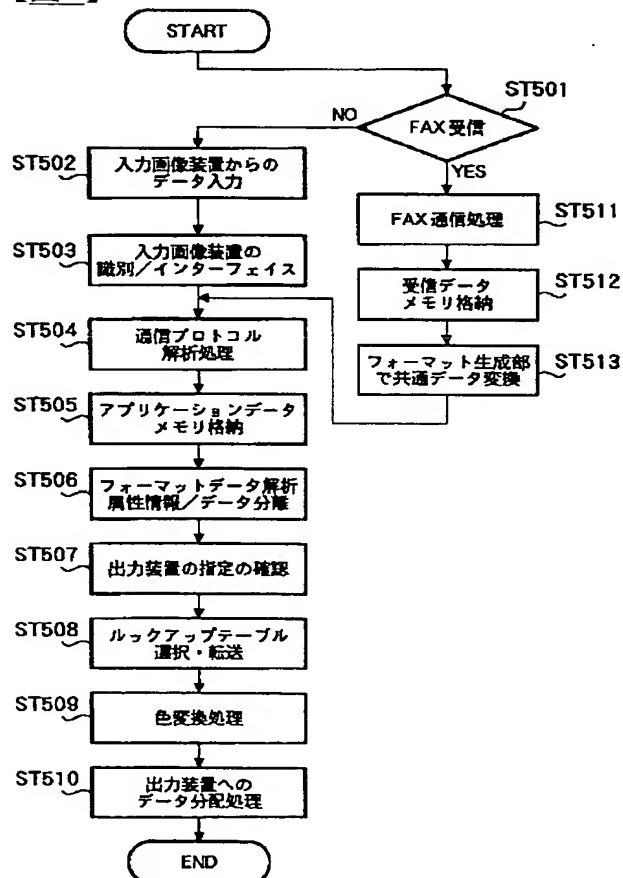 START
ST501
FAX受信
NO
YES
ST502
入力画像装置からの
データ入力
ST503
入力画像装置の
識別／インターフェイス
ST504
通信プロトコル
解析処理
ST505
アプリケーションデータ
メモリ格納
ST506
フォーマットデータ解析
属性情報／データ分離
ST507
出力装置の指定の確認
ST508
ルックアップテーブル
選択・転送
ST509
色変換処理
ST510
出力装置への
データ分配処理
END
FAX通信処理
ST511
受信データ
メモリ格納
ST512
フォーマット生成部
で共通データ変換
ST513